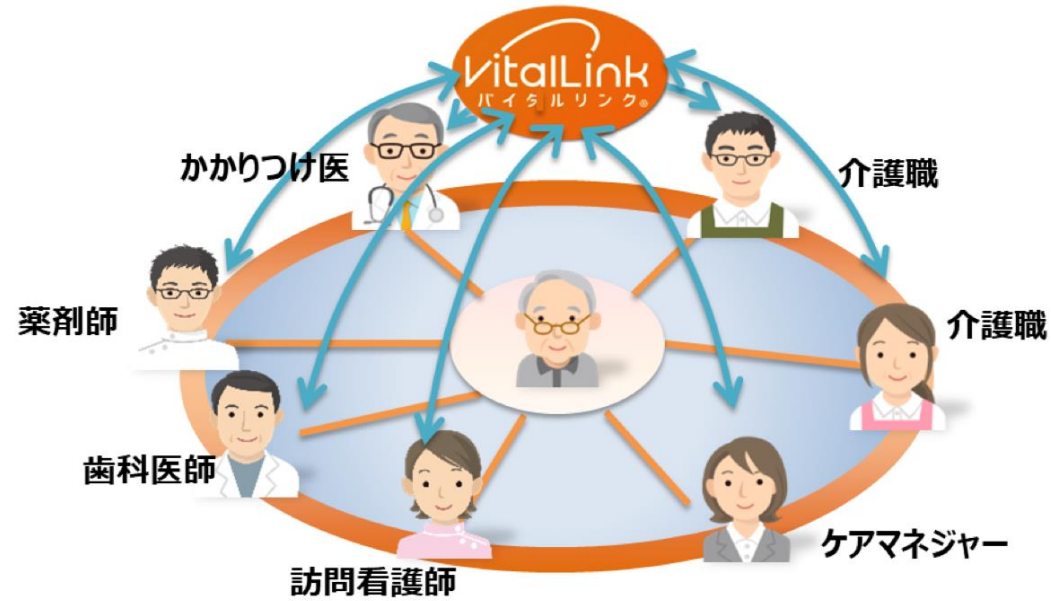 VitalLink
バイタルリンク®
かかりつけ医
介護職
薬剤師
介護職
歯科医師
ケアマネジャー
訪問看護師